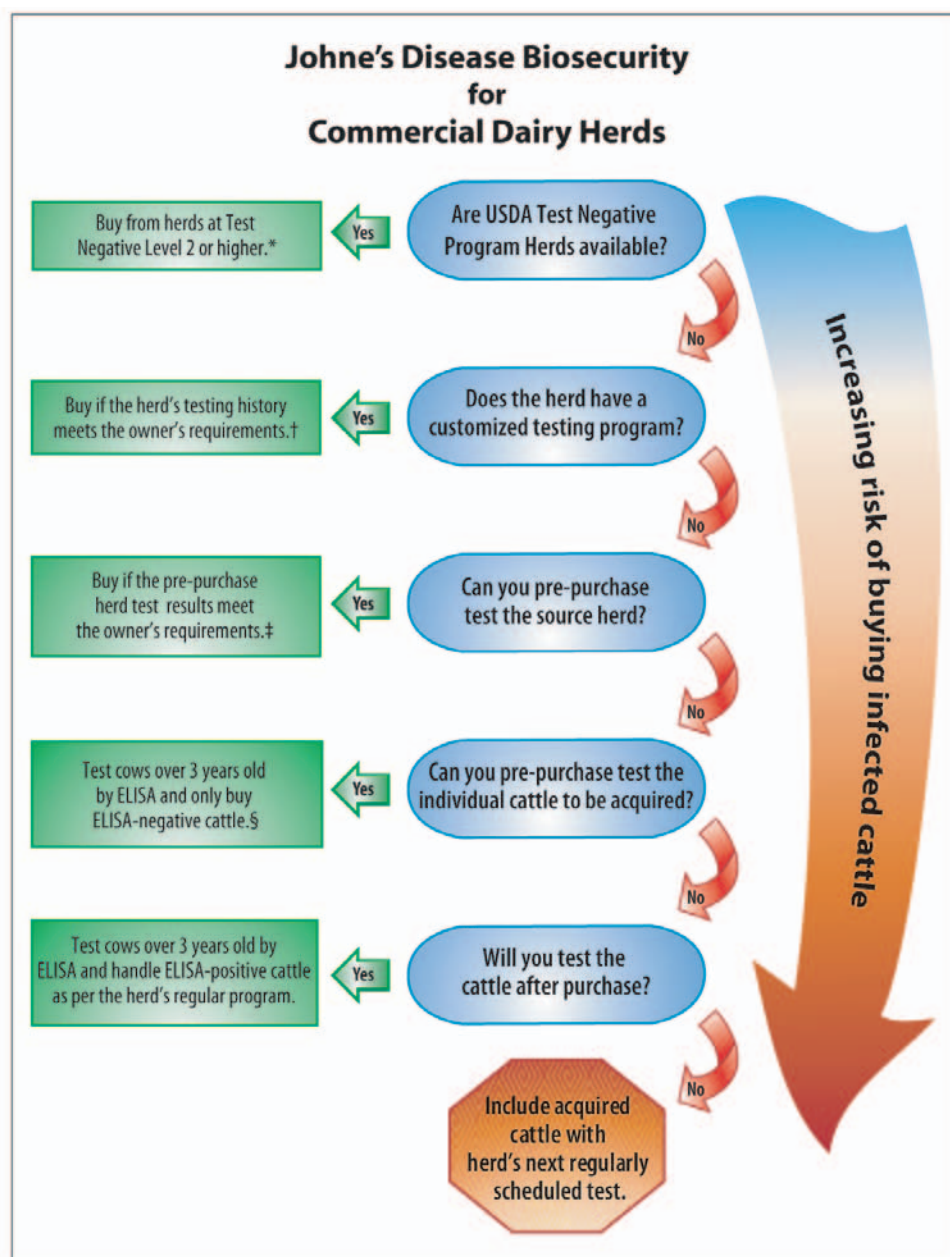 Johne's Disease Biosecurity
for
Commercial Dairy Herds
Are USDA Test Negative
Program Herds available?
Yes
Buy from herds at Test
Negative Level 2 or higher.*
No
Does the herd have a
customized testing program?
Yes
Buy if the herd's testing history
meets the owner's requirements.†
No
Can you pre-purchase
test the source herd?
Yes
Buy if the pre-purchase
herd test results meet
the owner's requirements.‡
No
Can you pre-purchase test the
individual cattle to be acquired?
Yes
Test cows over 3 years old
by ELISA and only buy
ELISA-negative cattle.§
No
Will you test the
cattle after purchase?
Yes
Test cows over 3 years old by
ELISA and handle ELISA-positive cattle
as per the herd's regular program.
No
Include acquired
cattle with
herd's next regularly
scheduled test.
Increasing risk of buying infected cattle